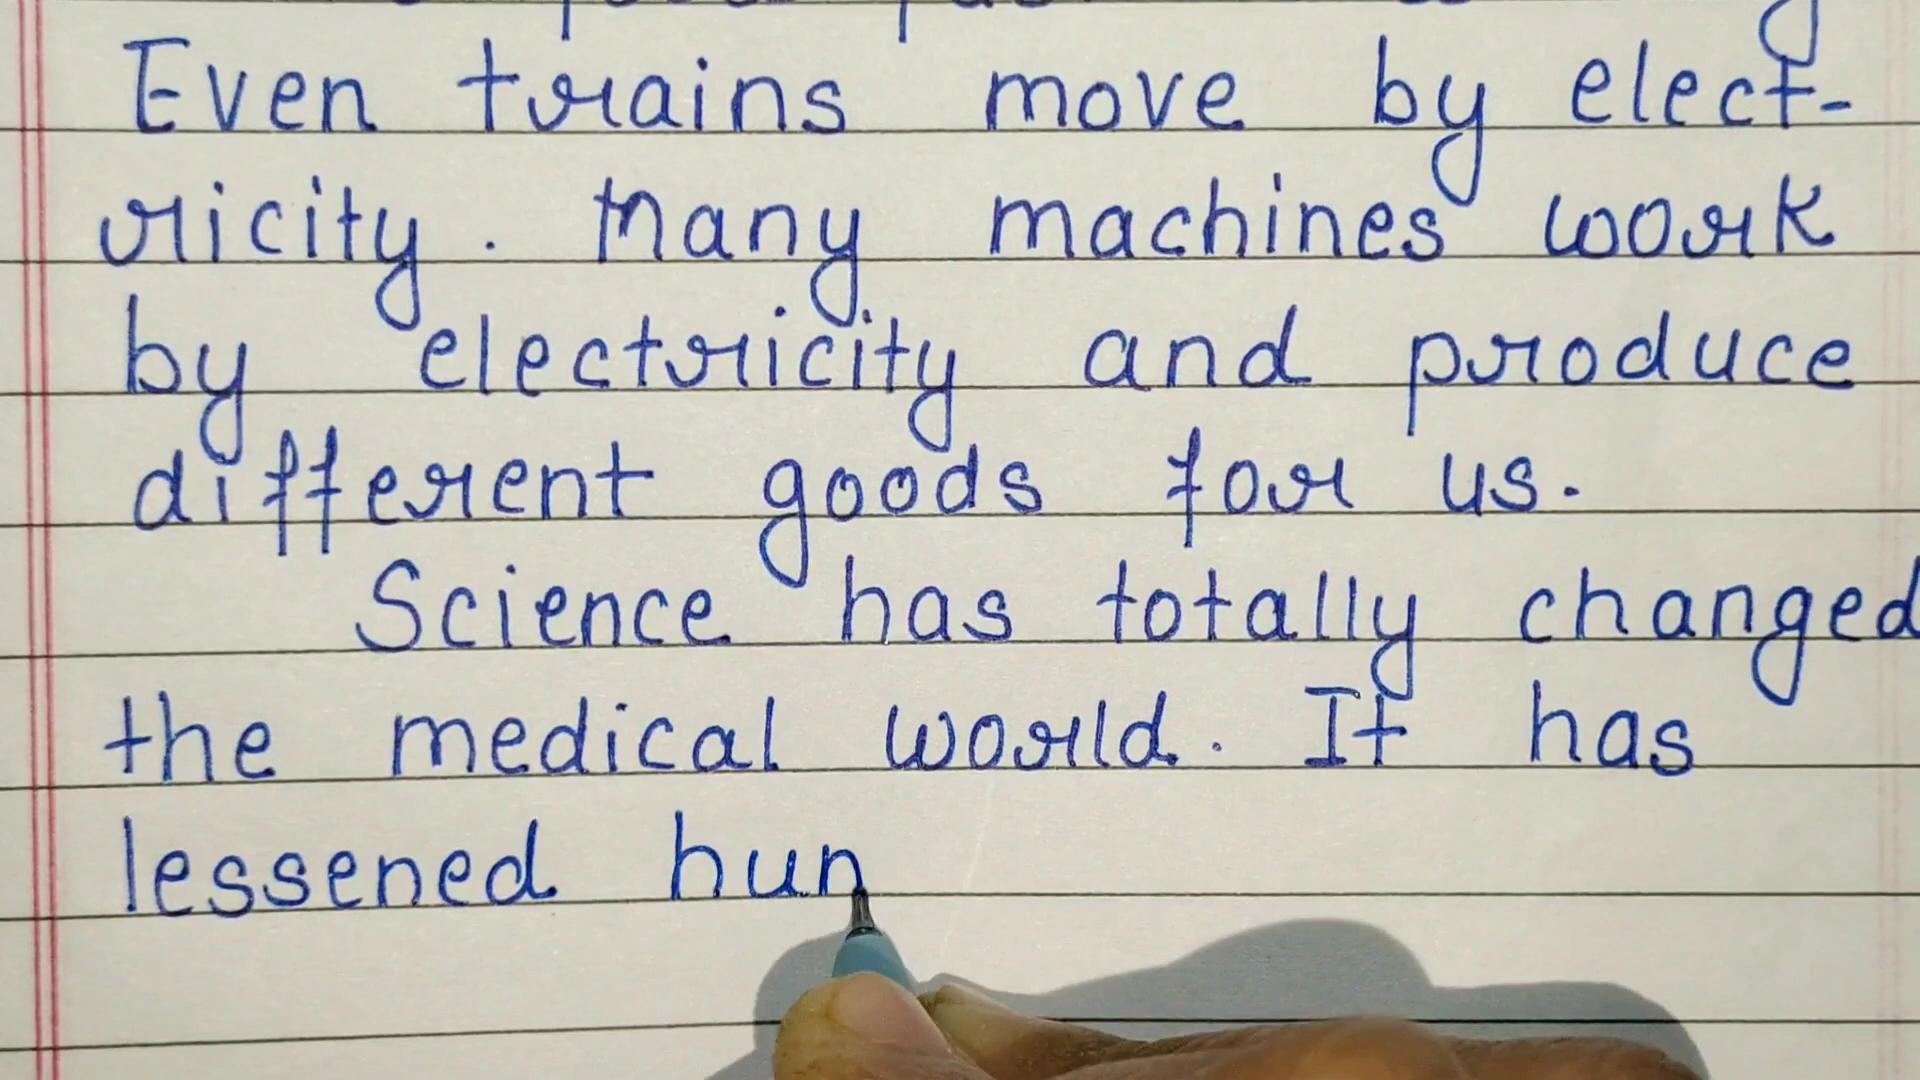 Even trains move by elect-
ricity. Many machines work
by electricity and produce
different goods for us.
Science has totally changed
the medical world. It has
lessened hun